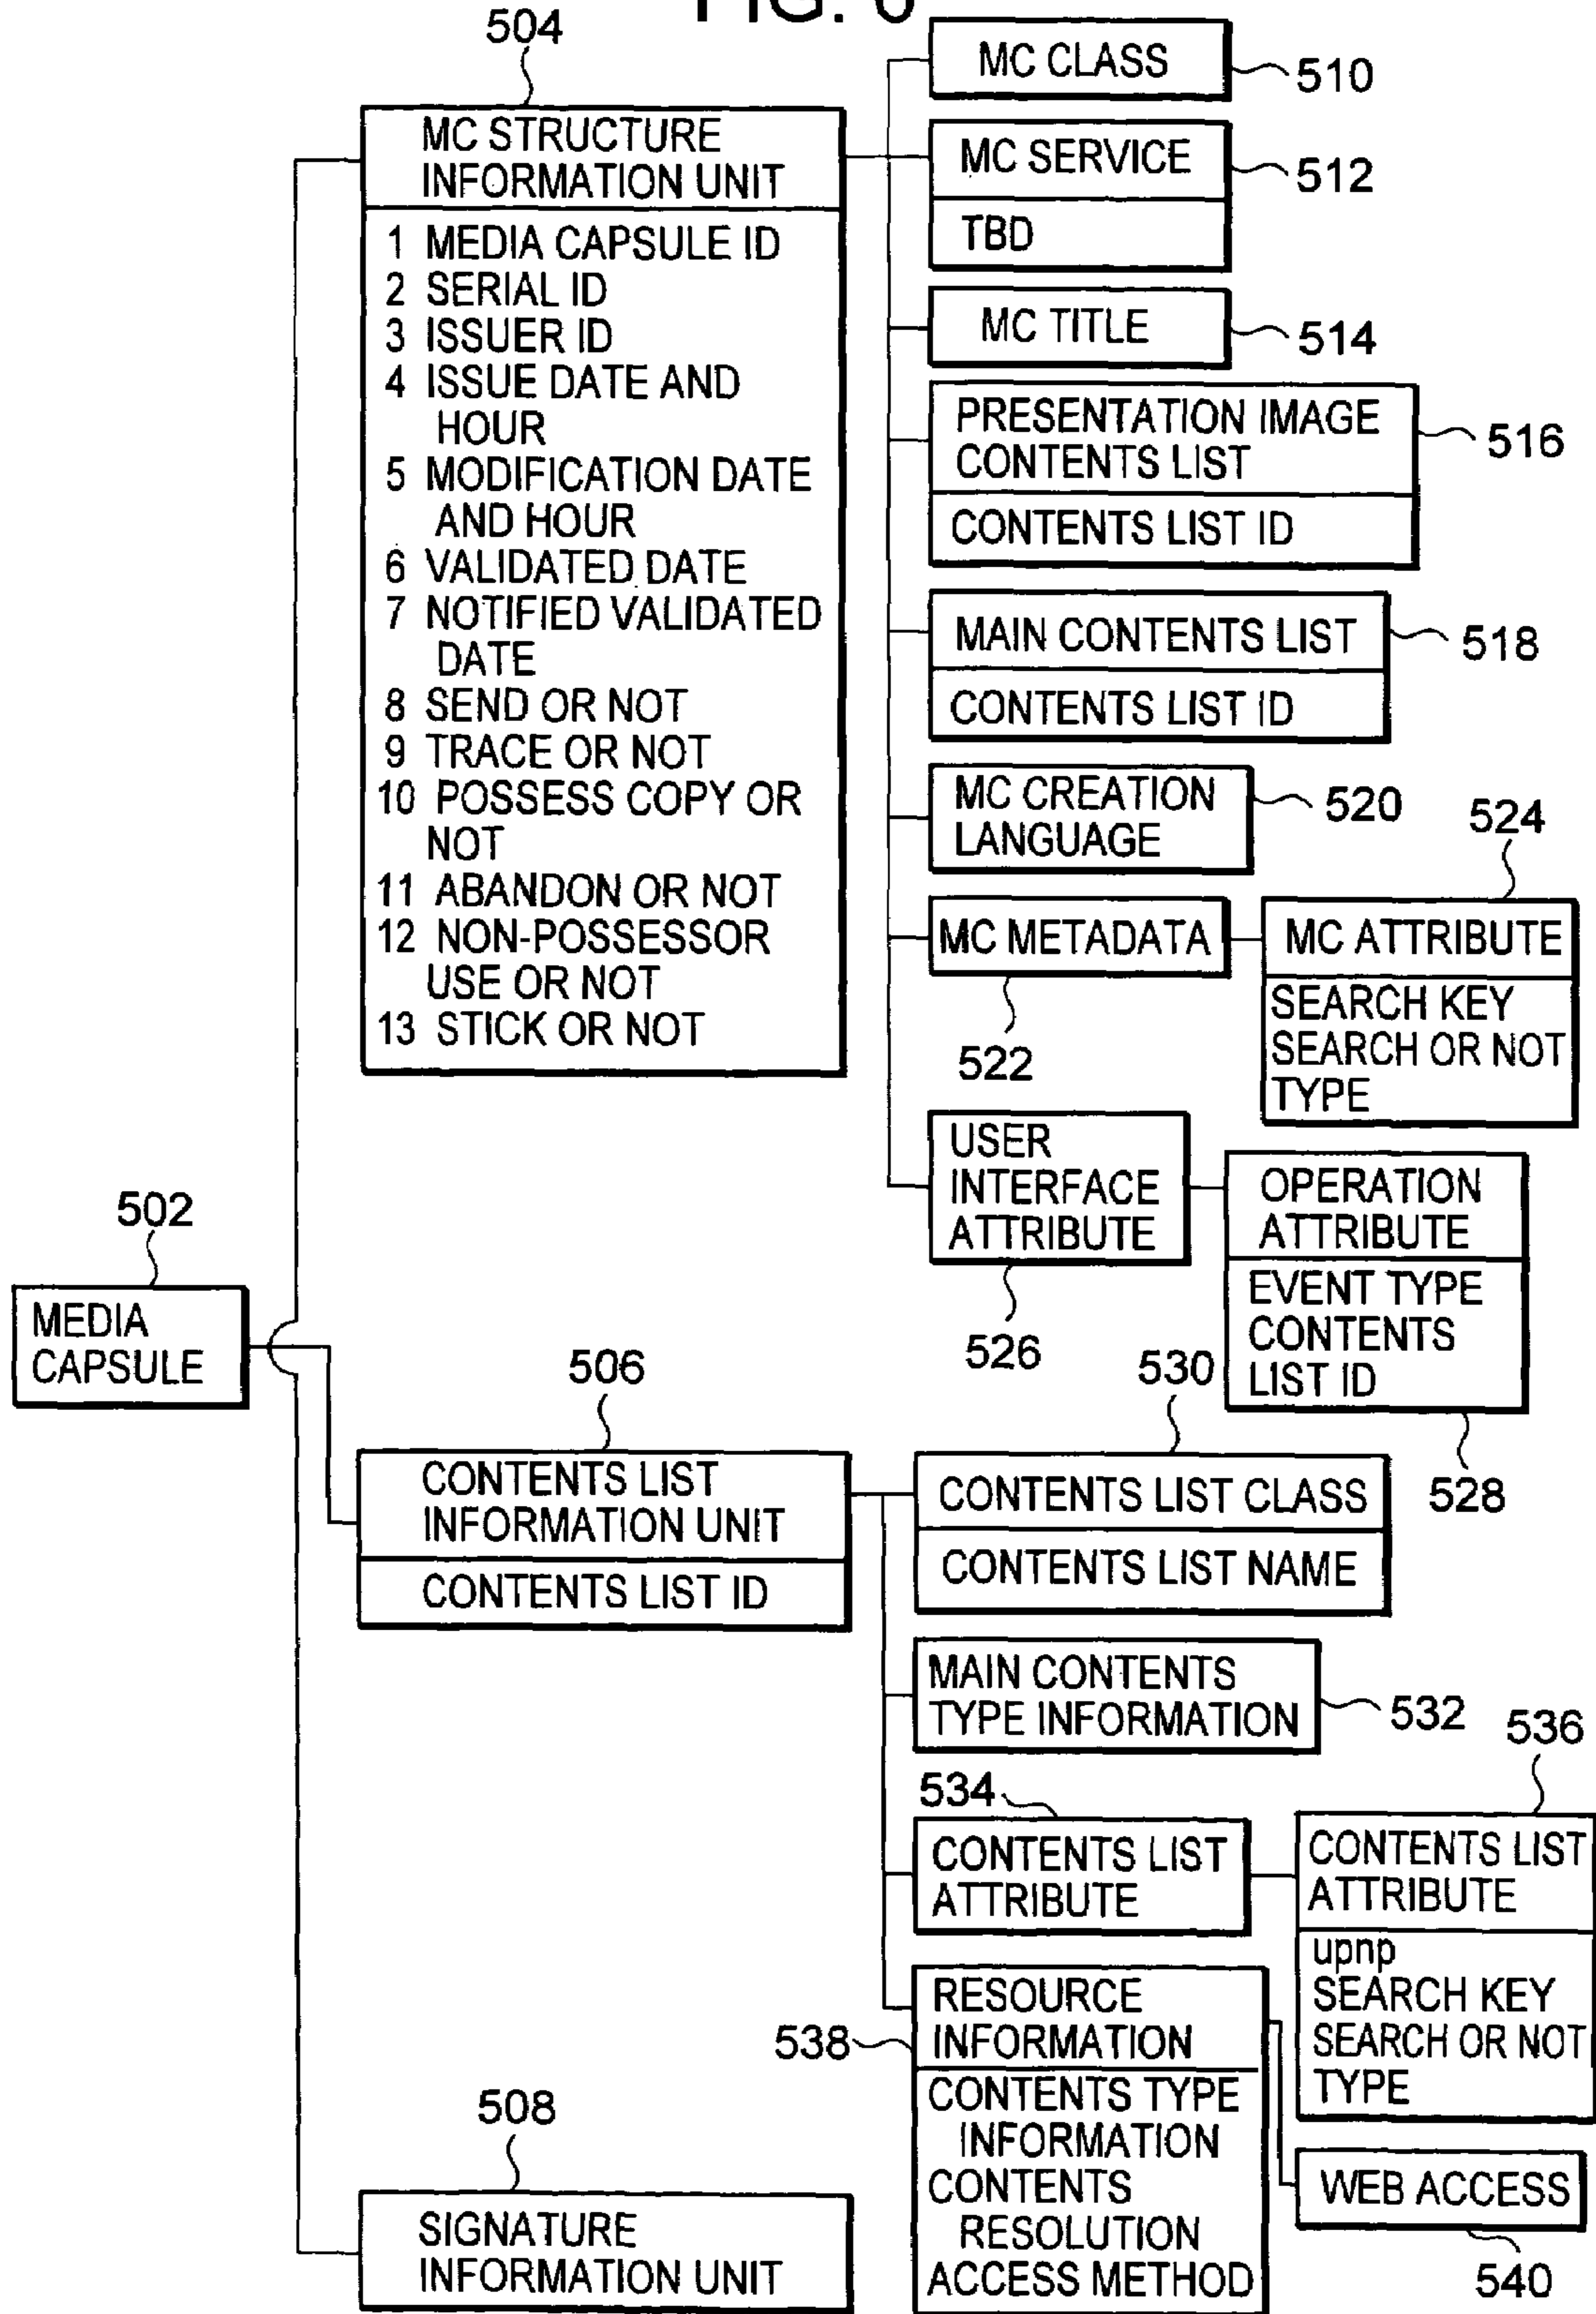 FIG. 6
504
MC STRUCTURE
INFORMATION UNIT
1 MEDIA CAPSULE ID
2 SERIAL ID
3 ISSUER ID
4 ISSUE DATE AND
HOUR
5 MODIFICATION DATE
AND HOUR
6 VALIDATED DATE
7 NOTIFIED VALIDATED
DATE
8 SEND OR NOT
9 TRACE OR NOT
10 POSSESS COPY OR
NOT
11 ABANDON OR NOT
12 NON-POSSESSOR
USE OR NOT
13 STICK OR NOT
MC CLASS
510
MC SERVICE
512
TBD
MC TITLE
514
PRESENTATION IMAGE
CONTENTS LIST
516
CONTENTS LIST ID
MAIN CONTENTS LIST
518
CONTENTS LIST ID
MC CREATION
LANGUAGE
520
MC METADATA
522
524
MC ATTRIBUTE
SEARCH KEY
SEARCH OR NOT
TYPE
USER
INTERFACE
ATTRIBUTE
526
OPERATION
ATTRIBUTE
EVENT TYPE
CONTENTS
LIST ID
528
502
MEDIA
CAPSULE
506
CONTENTS LIST
INFORMATION UNIT
CONTENTS LIST ID
530
CONTENTS LIST CLASS
CONTENTS LIST NAME
MAIN CONTENTS
TYPE INFORMATION
532
534
CONTENTS LIST
ATTRIBUTE
536
CONTENTS LIST
ATTRIBUTE
upnp
SEARCH KEY
SEARCH OR NOT
TYPE
538
RESOURCE
INFORMATION
CONTENTS TYPE
INFORMATION
CONTENTS
RESOLUTION
ACCESS METHOD
WEB ACCESS
540
508
SIGNATURE
INFORMATION UNIT